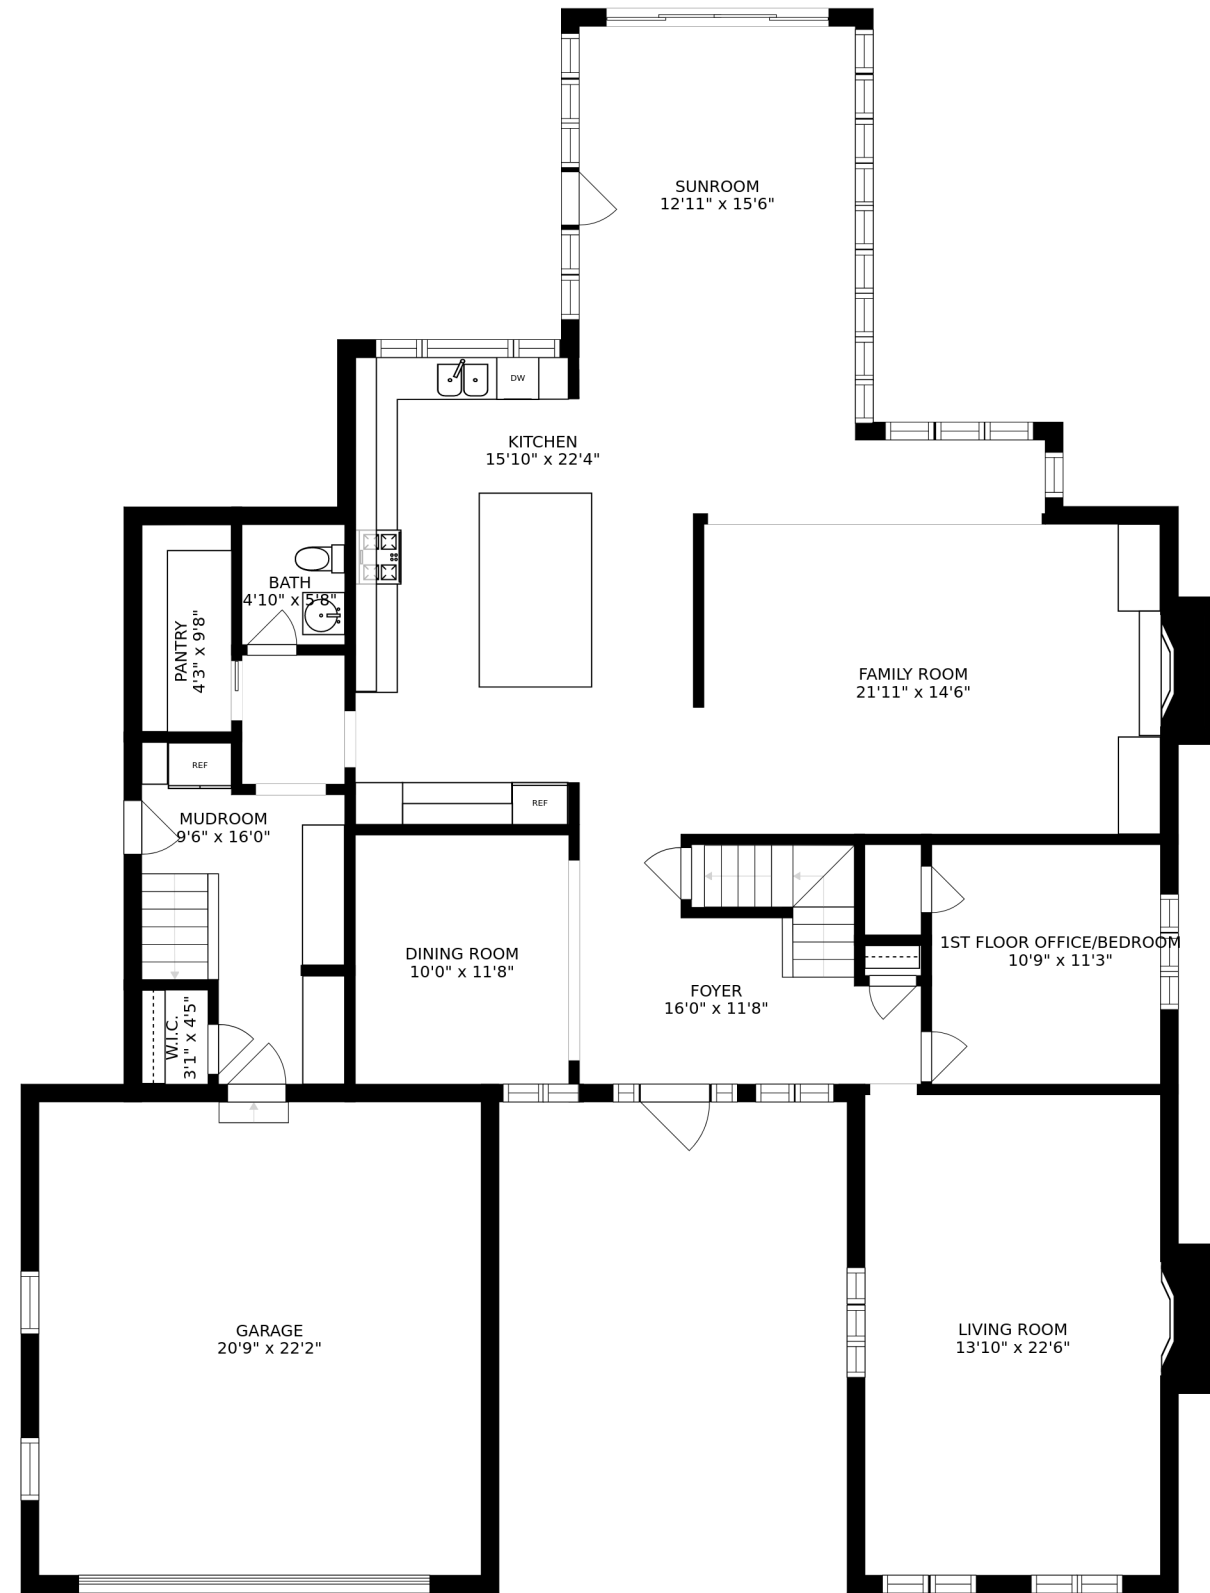 SUNROOM
12'11" x 15'6"
DW
KITCHEN
15'10" x 22'4"
BATH
4'10" x 5'8"
PANTRY
4'3" x 9'8"
FAMILY ROOM
21'11" x 14'6"
REF
REF
MUDROOM
9'6" x 16'0"
DINING ROOM
10'0" x 11'8"
1ST FLOOR OFFICE/BEDROOM
10'9" x 11'3"
FOYER
16'0" x 11'8"
W.I.C.
3'1" x 4'5"
GARAGE
20'9" x 22'2"
LIVING ROOM
13'10" x 22'6"